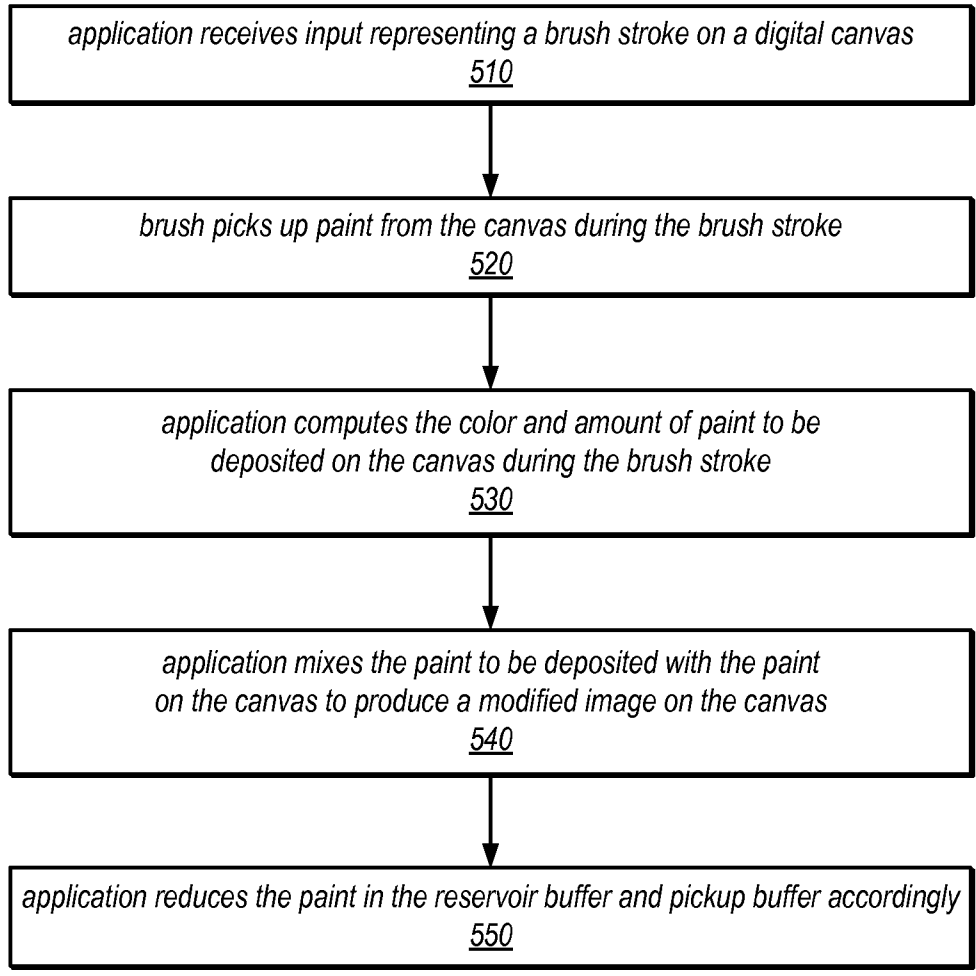 application receives input representing a brush stroke on a digital canvas
510
brush picks up paint from the canvas during the brush stroke
520
application computes the color and amount of paint to be
deposited on the canvas during the brush stroke
530
application mixes the paint to be deposited with the paint
on the canvas to produce a modified image on the canvas
540
application reduces the paint in the reservoir buffer and pickup buffer accordingly
550